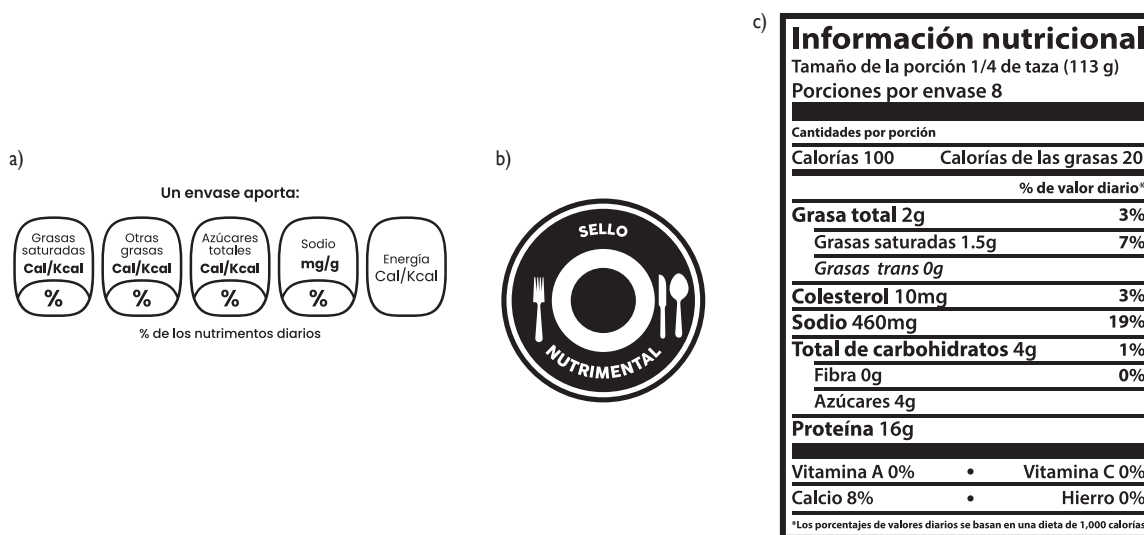 a)
Un envase aporta:
Grasas
saturadas
Cal/Kcal
%
Otras
grasas
Cal/Kcal
%
Azúcares
totales
Cal/Kcal
%
Sodio
mg/g
%
Energía
Cal/Kcal
% de los nutrimentos diarios
b)
SELLO
NUTRIMENTAL
c)
Información nutricional
Tamaño de la porción 1/4 de taza (113 g)
Porciones por envase 8
Cantidades por porción
Calorías 100 Calorías de las grasas 20
% de valor diario*
Grasa total 2g 3%
Grasas saturadas 1.5g 7%
Grasas trans 0g
Colesterol 10mg 3%
Sodio 460mg 19%
Total de carbohidratos 4g 1%
Fibra 0g 0%
Azúcares 4g
Proteína 16g
Vitamina A 0% • Vitamina C 0%
Calcio 8% • Hierro 0%
*Los porcentajes de valores diarios se basan en una dieta de 1,000 calorías